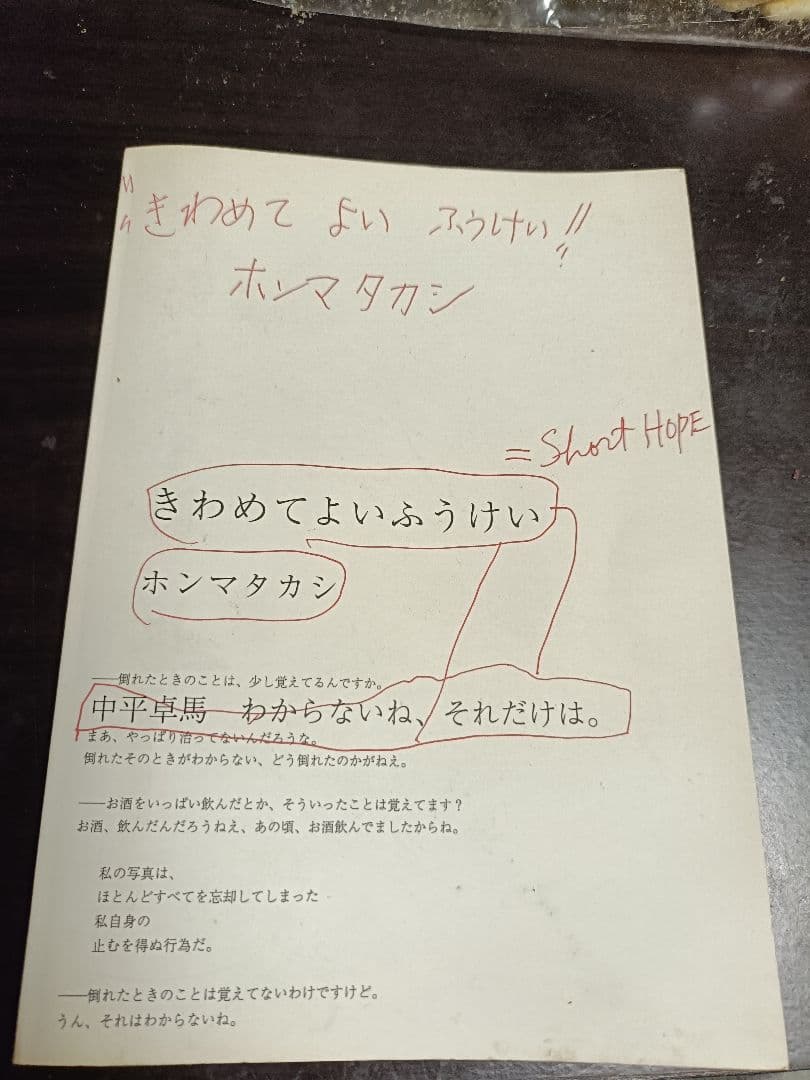 " きわめて よい ふうけい!!
ホンマタカシ
= Short HOPE
きわめてよいふうけい
ホンマタカシ
——倒れたときのことは、少し覚えてるんですか。
中平卓馬　わからないね、それだけは。
まあ、やっぱり治ってないんだろうな。
倒れたそのときがわからない、どう倒れたのかがねえ。
——お酒をいっぱい飲んだとか、そういったことは覚えてます？
お酒、飲んだんだろうねえ、あの頃、お酒飲んでましたからね。
私の写真は、
ほとんどすべてを忘却してしまった
私自身の
止むを得ぬ行為だ。
——倒れたときのことは覚えてないわけですけど。
うん、それはわからないね。